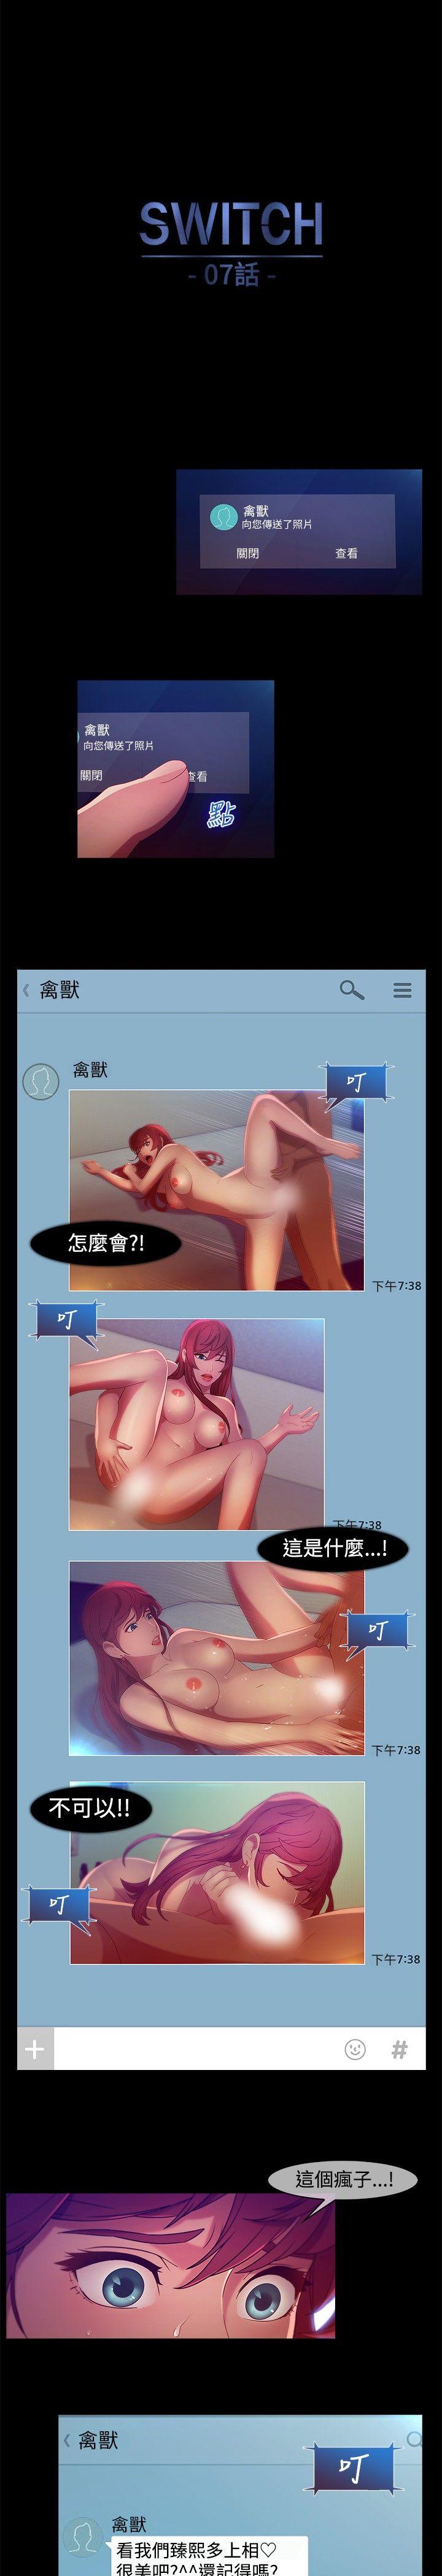 SWITCH
- 07話 -
禽獸
向您傳送了照片
關閉
查看
禽獸
向您傳送了照片
關閉
查看
點
禽獸
禽獸
叮
怎麼會?!
下午7:38
叮
下午7:38
這是什麼...!
叮
下午7:38
不可以!!
叮
下午7:38
#
這個瘋子...!
禽獸
叮
禽獸
看我們臻熙多上相♡
很美吧?^^還記得嗎?